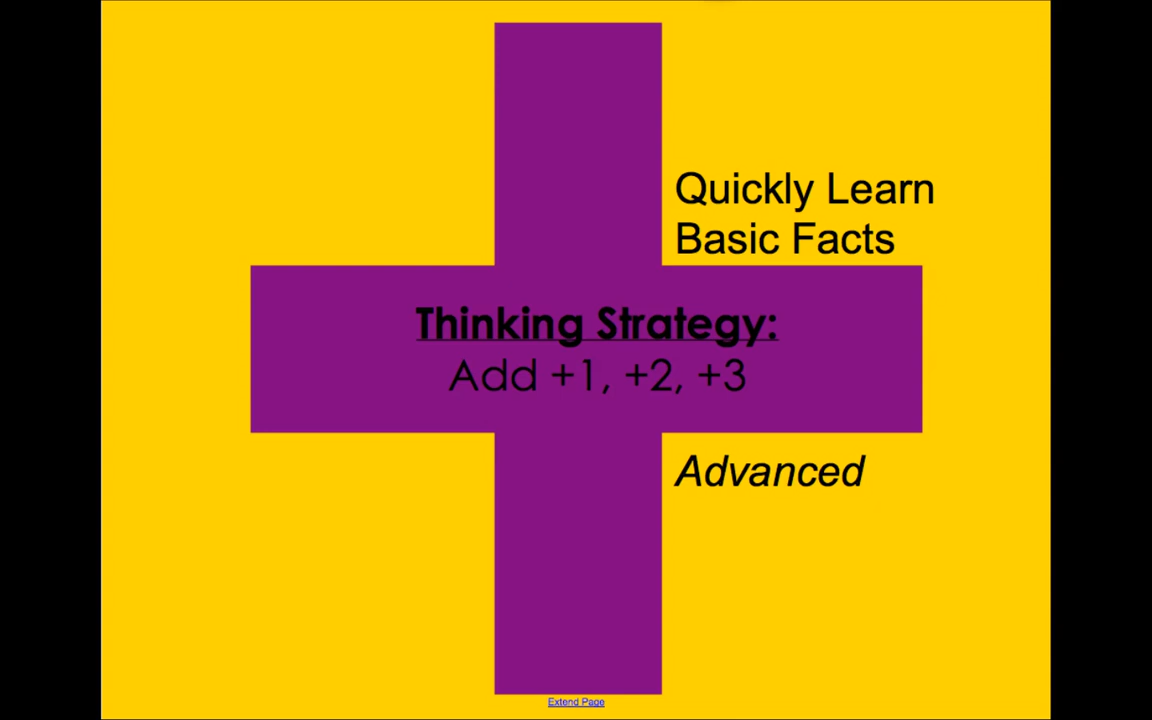 Quickly Learn
Basic Facts
Thinking Strategy:
Add +1, +2, +3
Advanced
Extend Page